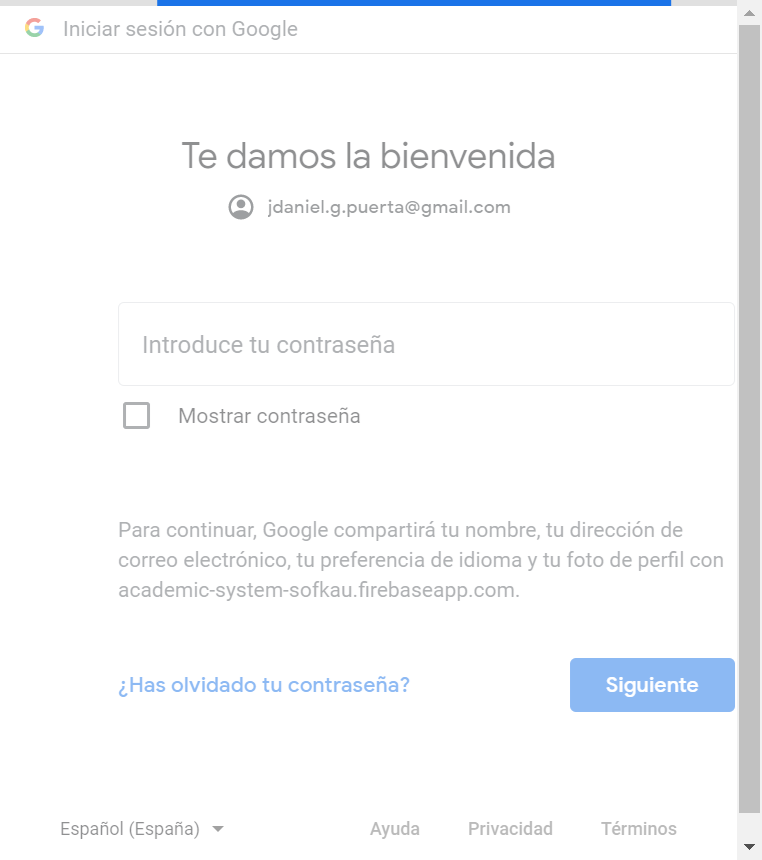 Iniciar sesión con Google
Te damos la bienvenida
jdaniel.g.puerta@gmail.com
Introduce tu contraseña
Mostrar contraseña
Para continuar, Google compartirá tu nombre, tu dirección de
correo electrónico, tu preferencia de idioma y tu foto de perfil con
academic-system-sofkau.firebaseapp.com.
¿Has olvidado tu contraseña?
Siguiente
Español (España)
Ayuda
Privacidad
Términos